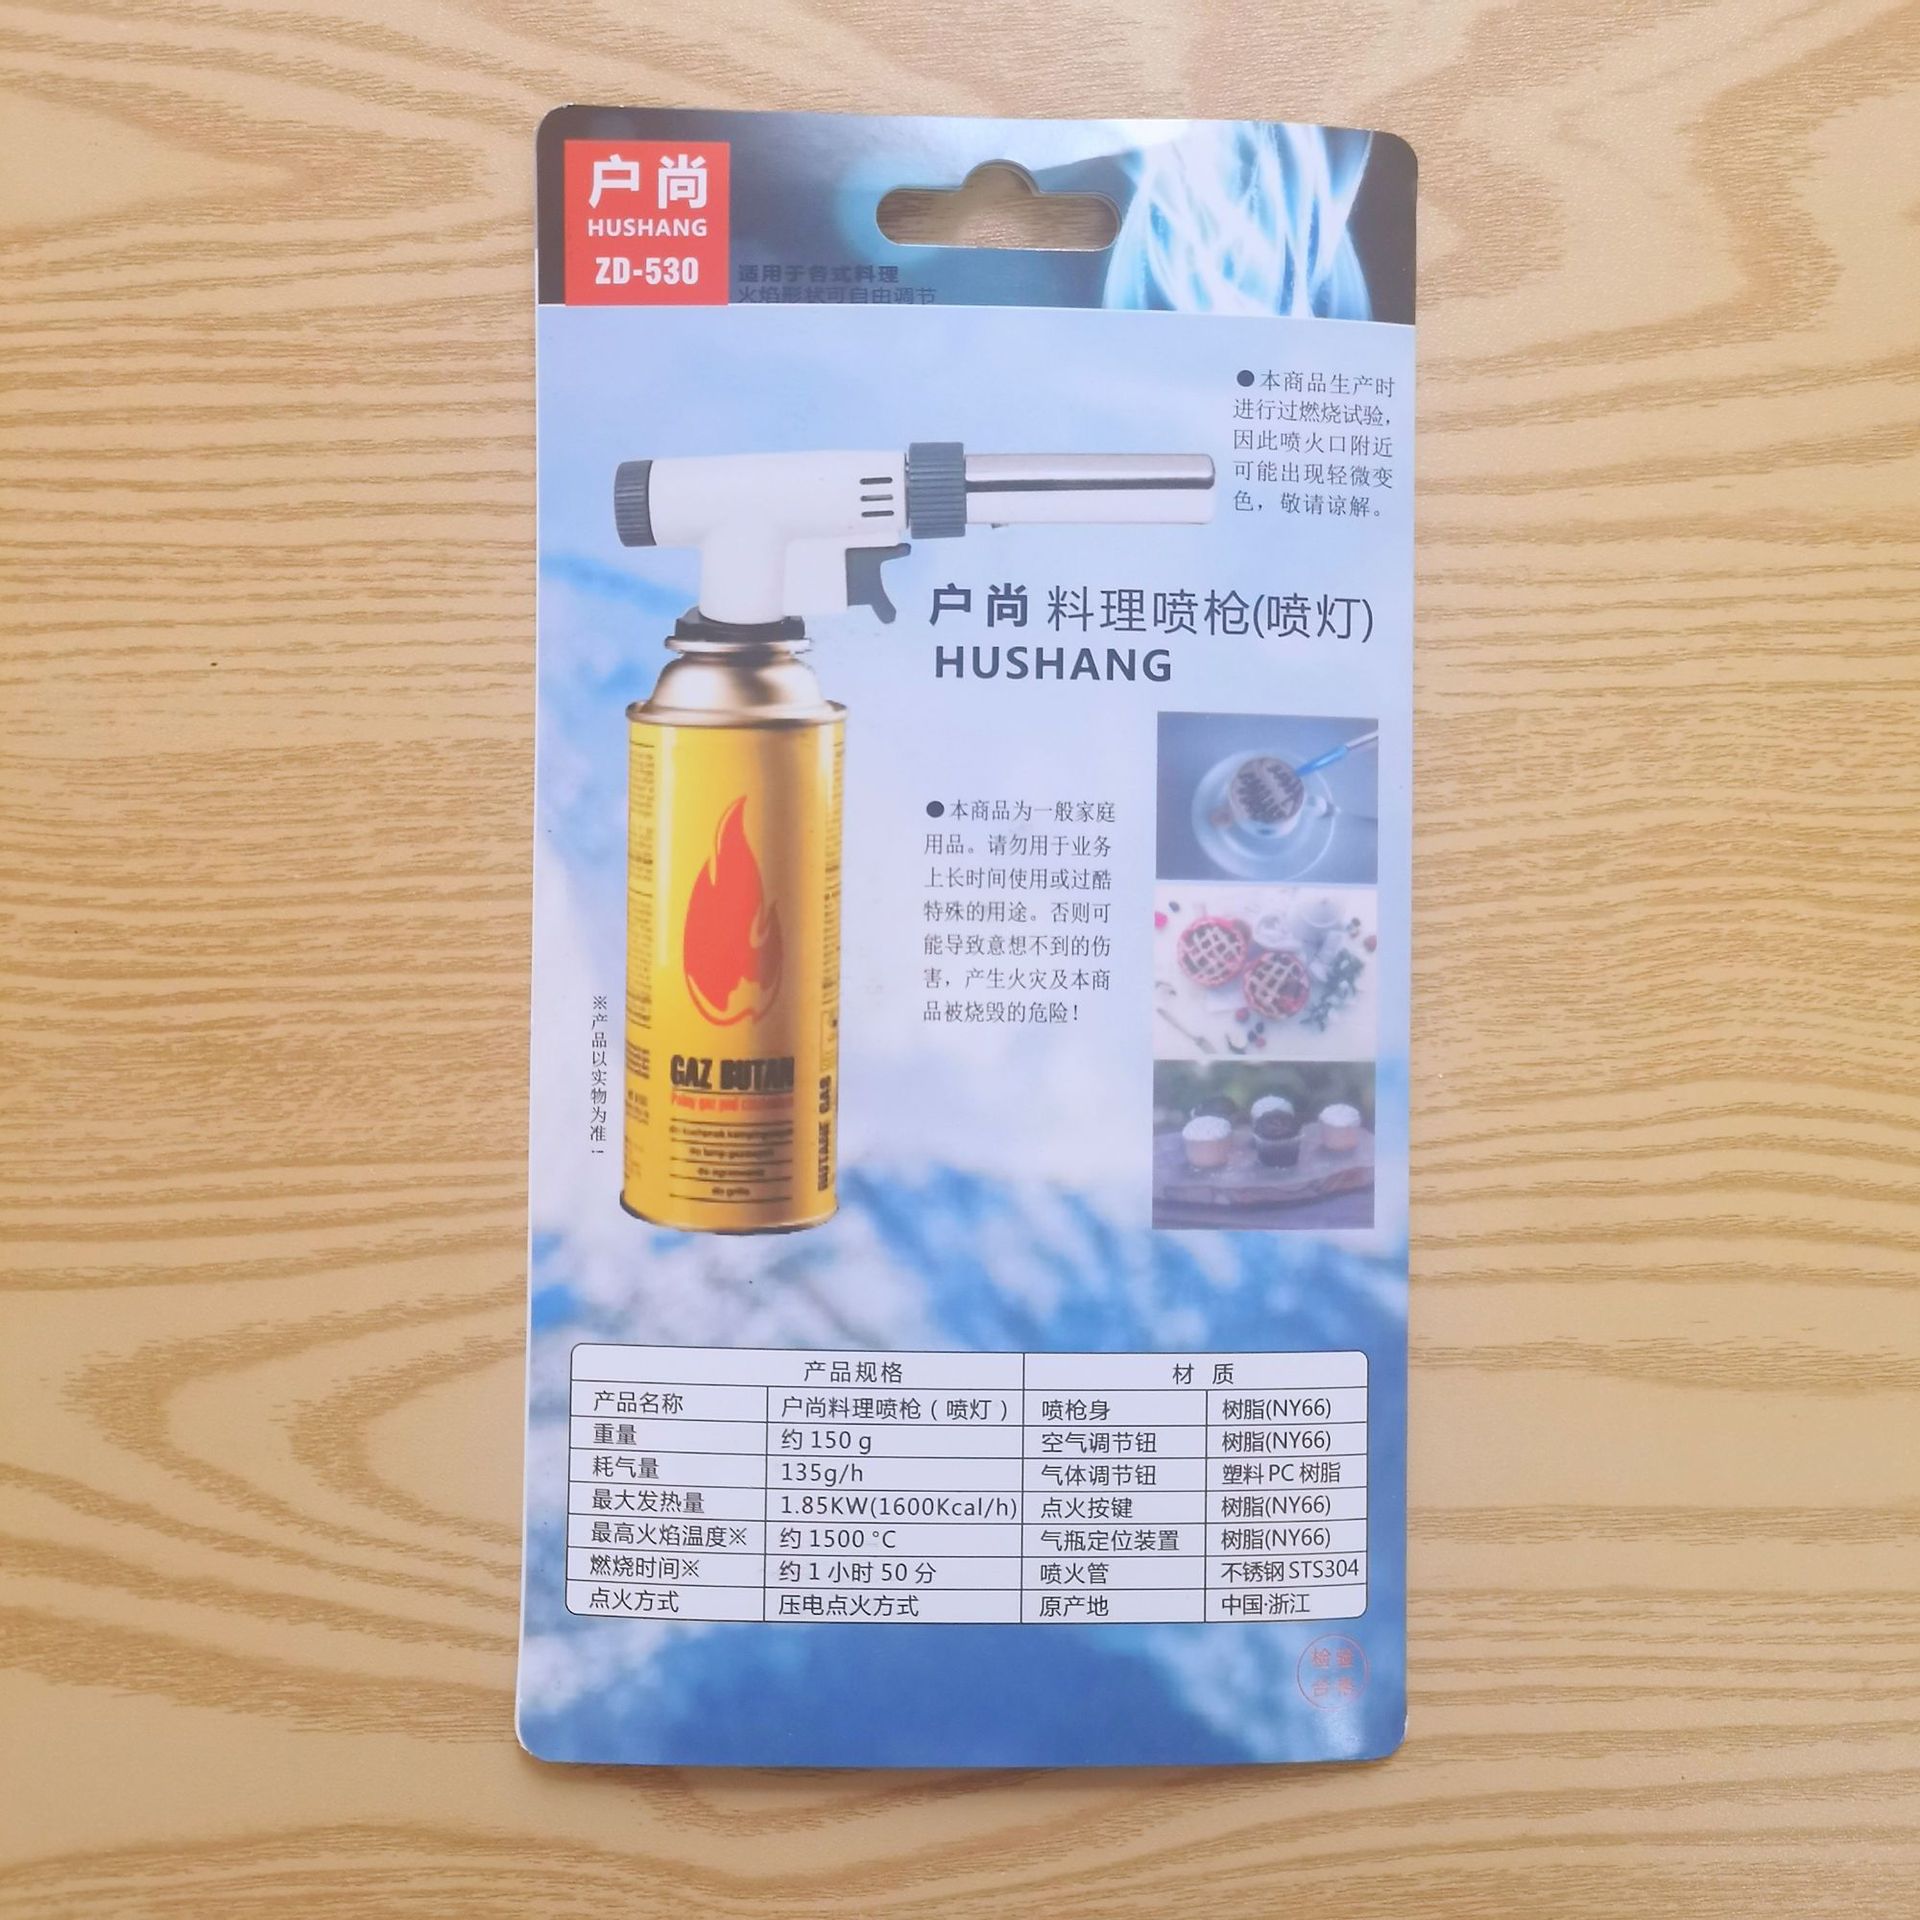 户尚
HUSHANG
ZD-530
适用于各式料理
火焰形状可自由调节
●本商品生产时
进行过燃烧试验，
因此喷火口附近
可能出现轻微变
色，敬请谅解。
户尚 料理喷枪(喷灯)
HUSHANG
●本商品为一般家庭
用品。请勿用于业务
上长时间使用或过酷
特殊的用途。否则可
能导致意想不到的伤
害，产生火灾及本商
品被烧毁的危险！
※产品以实物为准！
GAZ BUTAN
BUTANE GAS
产品规格 材 质
产品名称 户尚料理喷枪（喷灯） 喷枪身 树脂(NY66)
重量 约 150 g 空气调节钮 树脂(NY66)
耗气量 135g/h 气体调节钮 塑料 PC 树脂
最大发热量 1.85KW(1600Kcal/h) 点火按键 树脂(NY66)
最高火焰温度※ 约 1500 °C 气瓶定位装置 树脂(NY66)
燃烧时间※ 约 1 小时 50 分 喷火管 不锈钢 STS304
点火方式 压电点火方式 原产地 中国·浙江
检验
合格